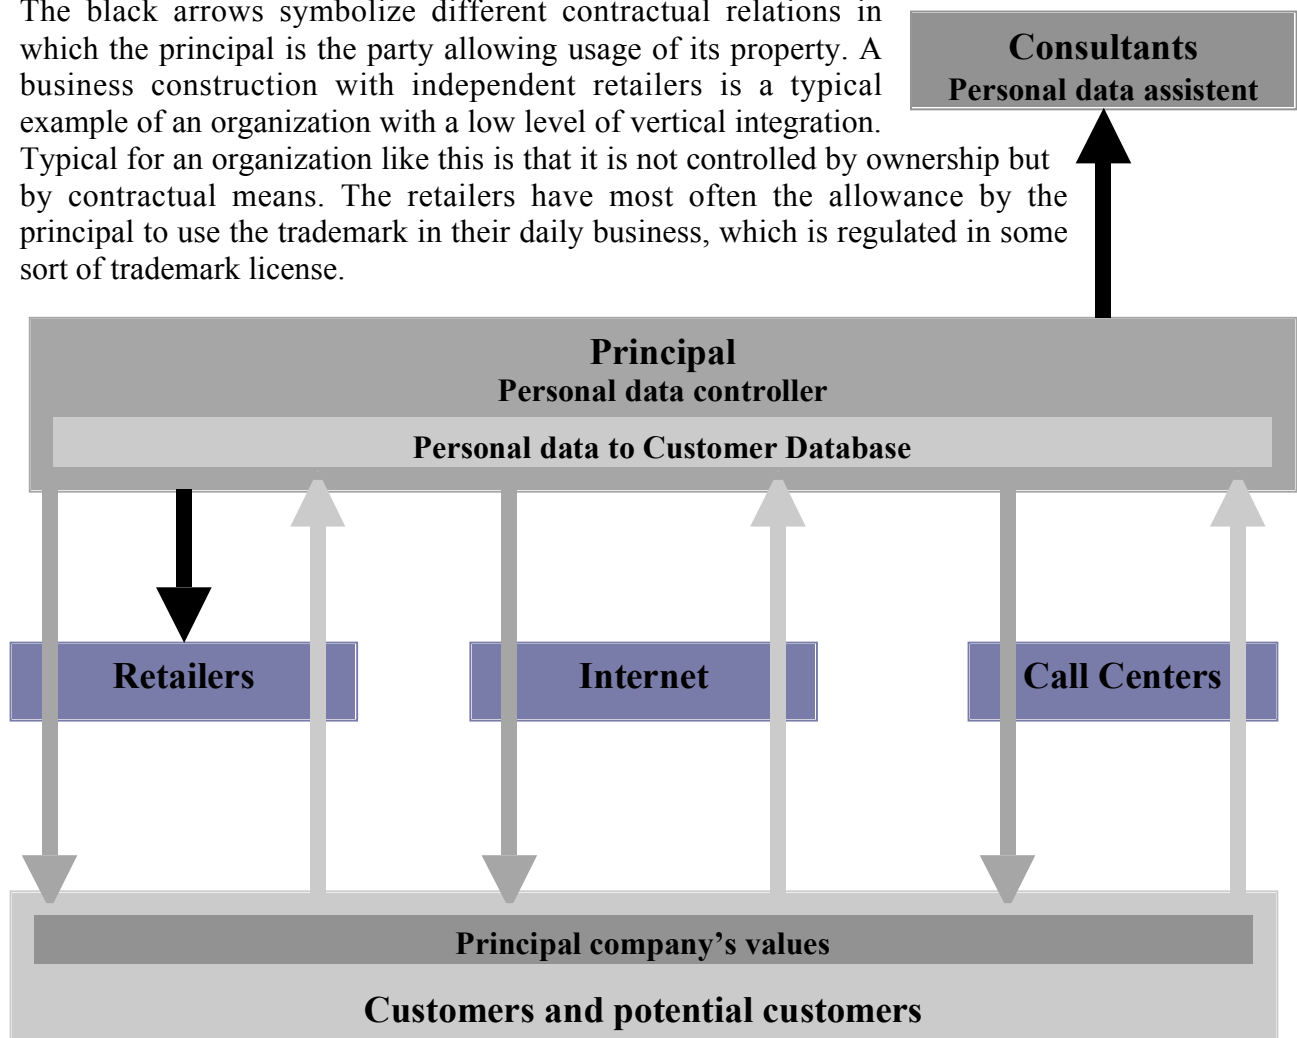 The black arrows symbolize different contractual relations in
which the principal is the party allowing usage of its property. A
business construction with independent retailers is a typical
example of an organization with a low level of vertical integration.
Typical for an organization like this is that it is not controlled by ownership but
by contractual means. The retailers have most often the allowance by the
principal to use the trademark in their daily business, which is regulated in some
sort of trademark license.
Consultants
Personal data assistent
Principal
Personal data controller
Personal data to Customer Database
Retailers
Internet
Call Centers
Principal company’s values
Customers and potential customers